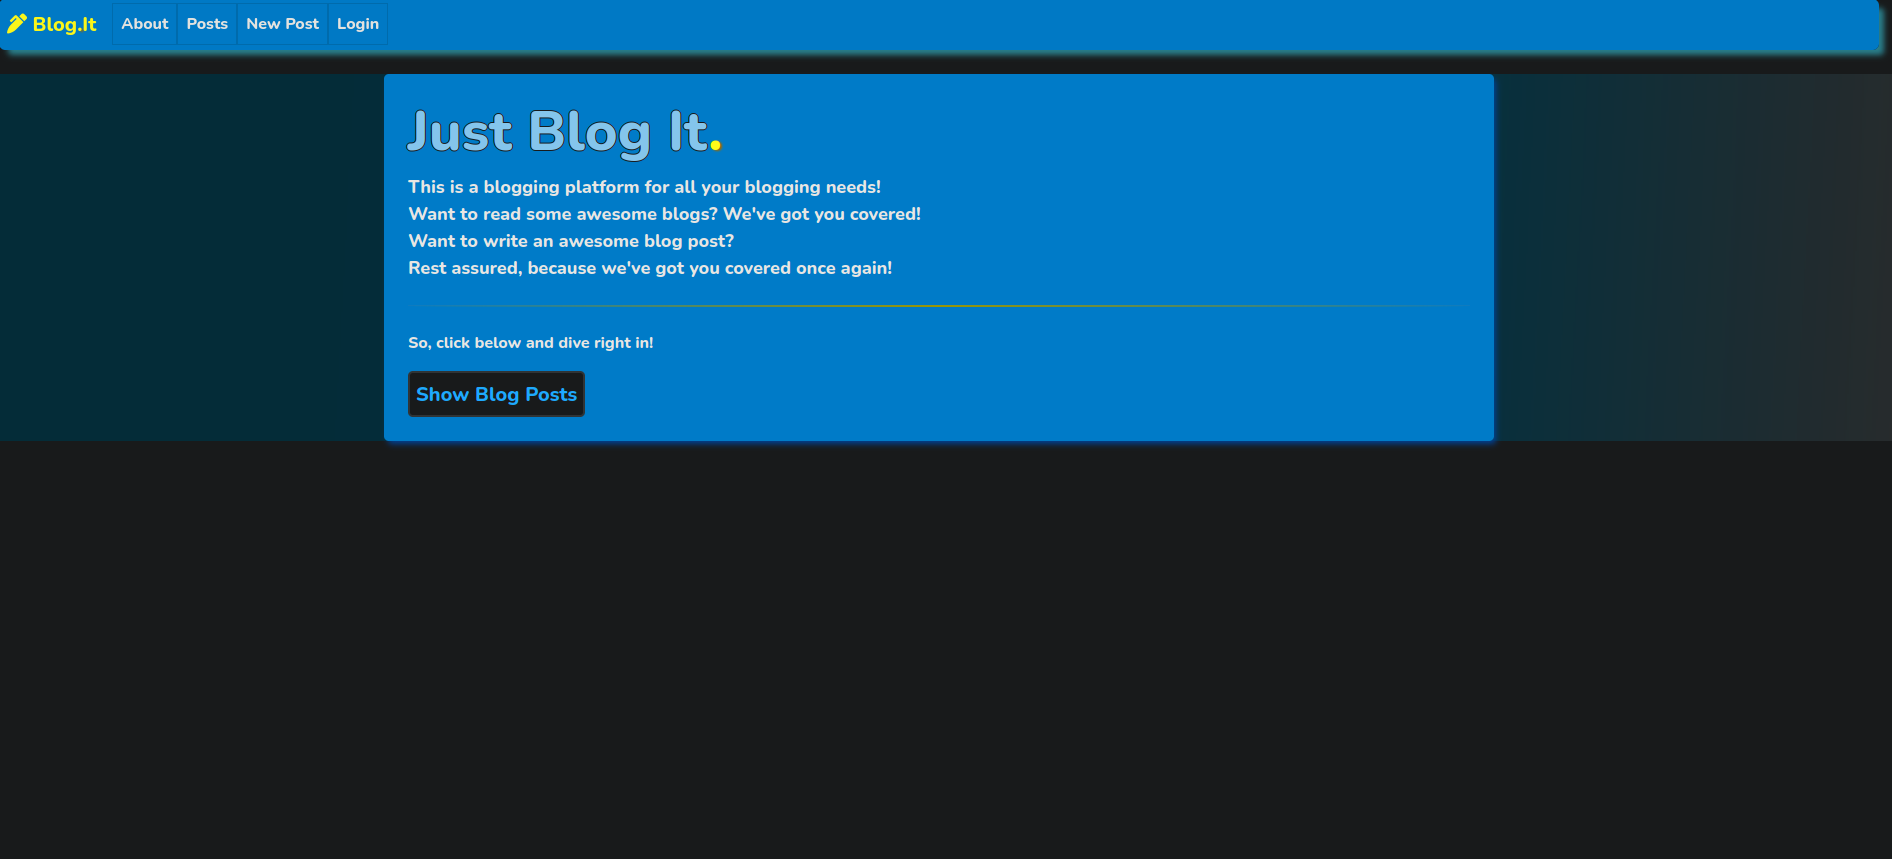 Blog.It About Posts New Post Login
Just Blog It.
This is a blogging platform for all your blogging needs!
Want to read some awesome blogs? We've got you covered!
Want to write an awesome blog post?
Rest assured, because we've got you covered once again!
So, click below and dive right in!
Show Blog Posts